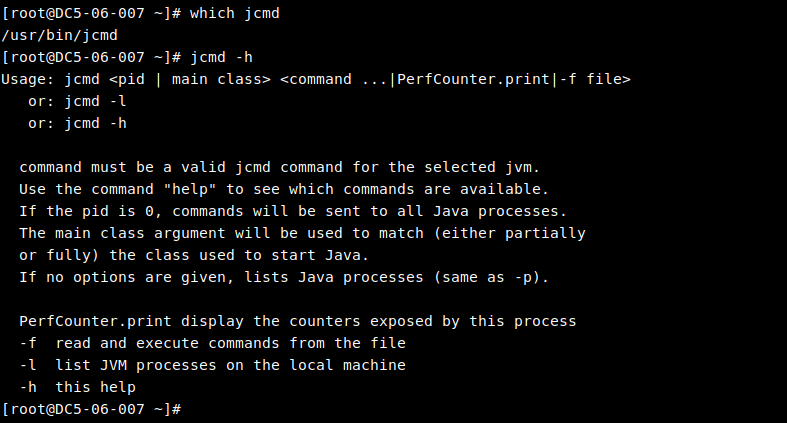 [root@DC5-06-007 ~]# which jcmd
/usr/bin/jcmd
[root@DC5-06-007 ~]# jcmd -h
Usage: jcmd <pid | main class> <command ...|PerfCounter.print|-f file>
   or: jcmd -l
   or: jcmd -h

  command must be a valid jcmd command for the selected jvm.
  Use the command "help" to see which commands are available.
  If the pid is 0, commands will be sent to all Java processes.
  The main class argument will be used to match (either partially
  or fully) the class used to start Java.
  If no options are given, lists Java processes (same as -p).

  PerfCounter.print display the counters exposed by this process
  -f  read and execute commands from the file
  -l  list JVM processes on the local machine
  -h  this help
[root@DC5-06-007 ~]#